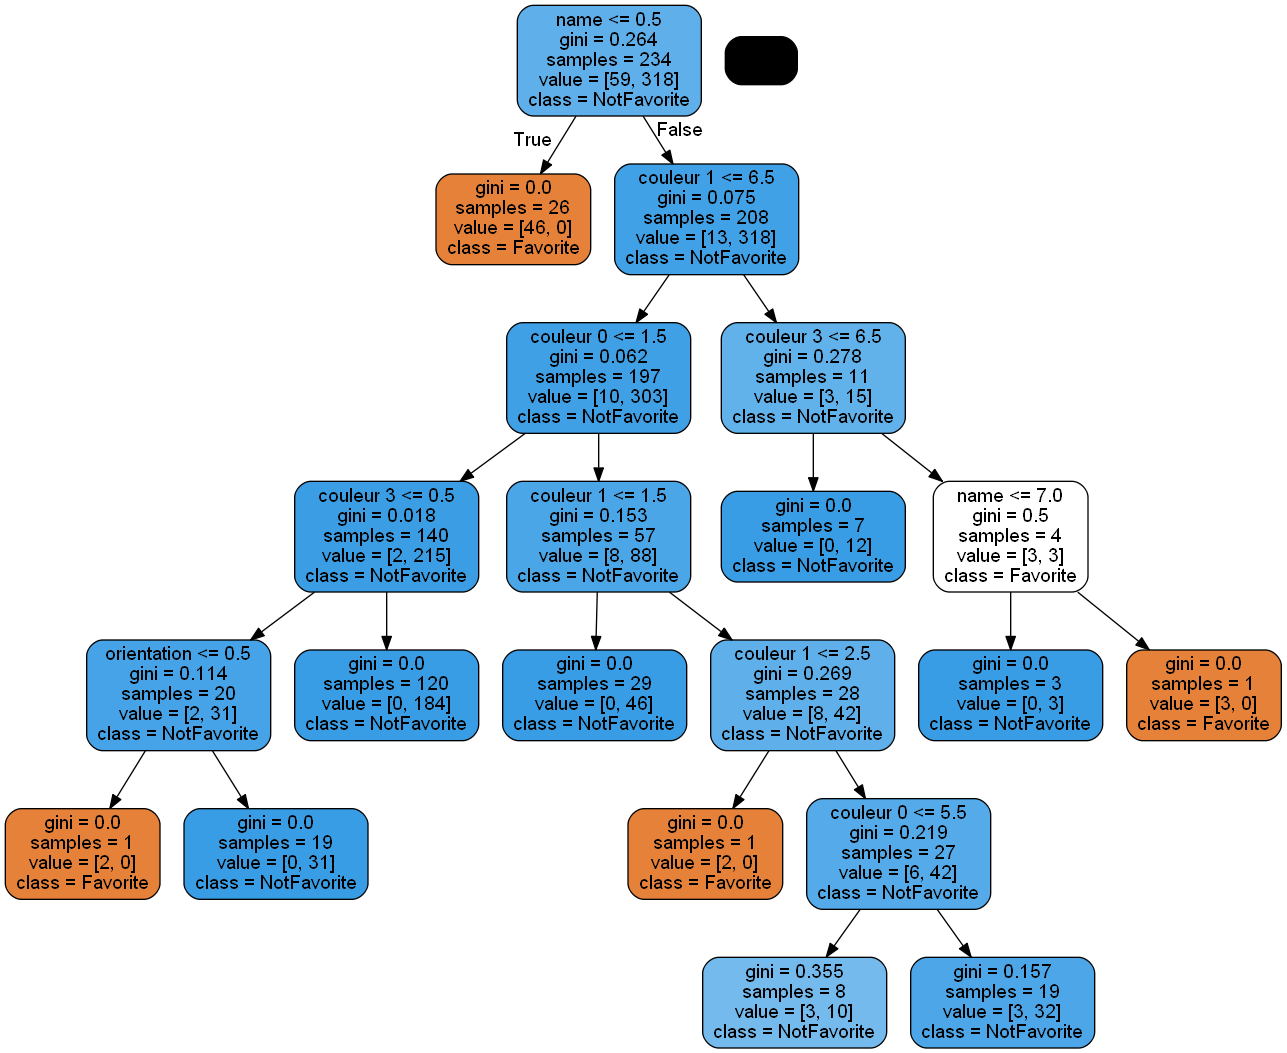 name <= 0.5
gini = 0.264
samples = 234
value = [59, 318]
class = NotFavorite
True
False
gini = 0.0
samples = 26
value = [46, 0]
class = Favorite
couleur 1 <= 6.5
gini = 0.075
samples = 208
value = [13, 318]
class = NotFavorite
couleur 0 <= 1.5
gini = 0.062
samples = 197
value = [10, 303]
class = NotFavorite
couleur 3 <= 6.5
gini = 0.278
samples = 11
value = [3, 15]
class = NotFavorite
couleur 3 <= 0.5
gini = 0.018
samples = 140
value = [2, 215]
class = NotFavorite
couleur 1 <= 1.5
gini = 0.153
samples = 57
value = [8, 88]
class = NotFavorite
gini = 0.0
samples = 7
value = [0, 12]
class = NotFavorite
name <= 7.0
gini = 0.5
samples = 4
value = [3, 3]
class = Favorite
orientation <= 0.5
gini = 0.114
samples = 20
value = [2, 31]
class = NotFavorite
gini = 0.0
samples = 120
value = [0, 184]
class = NotFavorite
gini = 0.0
samples = 29
value = [0, 46]
class = NotFavorite
couleur 1 <= 2.5
gini = 0.269
samples = 28
value = [8, 42]
class = NotFavorite
gini = 0.0
samples = 3
value = [0, 3]
class = NotFavorite
gini = 0.0
samples = 1
value = [3, 0]
class = Favorite
gini = 0.0
samples = 1
value = [2, 0]
class = Favorite
gini = 0.0
samples = 19
value = [0, 31]
class = NotFavorite
gini = 0.0
samples = 1
value = [2, 0]
class = Favorite
couleur 0 <= 5.5
gini = 0.219
samples = 27
value = [6, 42]
class = NotFavorite
gini = 0.355
samples = 8
value = [3, 10]
class = NotFavorite
gini = 0.157
samples = 19
value = [3, 32]
class = NotFavorite